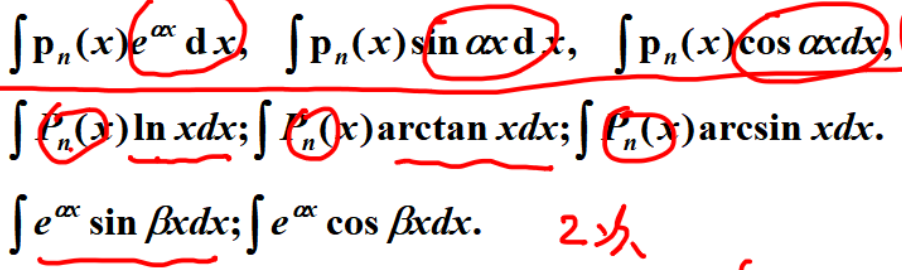 ∫pₙ(x)e^{αx} dx, ∫pₙ(x)sin αx dx, ∫pₙ(x)cos αxdx,
∫Pₙ(x)ln xdx; ∫Pₙ(x)arctan xdx; ∫Pₙ(x)arcsin xdx.
∫e^{αx} sin βxdx; ∫e^{αx} cos βxdx. 2次